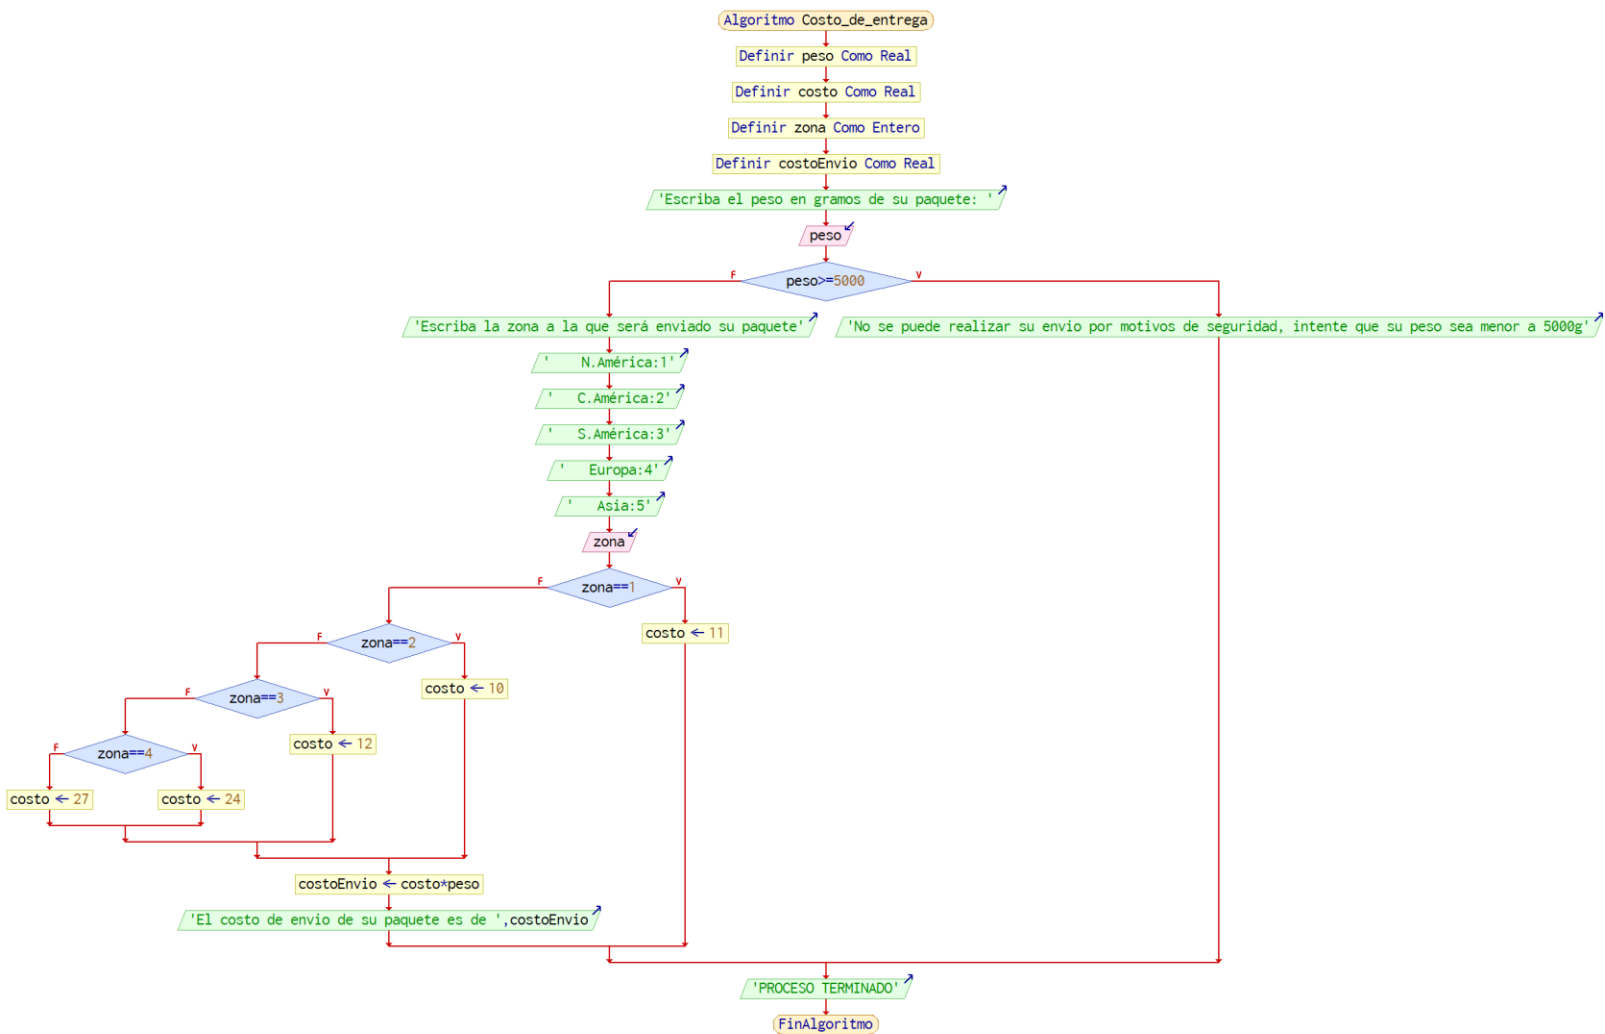 Algoritmo Costo_de_entrega
Definir peso Como Real
Definir costo Como Real
Definir zona Como Entero
Definir costoEnvio Como Real
'Escriba el peso en gramos de su paquete: '
peso
peso>=5000
F
V
'Escriba la zona a la que será enviado su paquete'
'No se puede realizar su envio por motivos de seguridad, intente que su peso sea menor a 5000g'
'    N.América:1'
'   C.América:2'
'   S.América:3'
'   Europa:4'
'   Asia:5'
zona
zona==1
F
V
costo ← 11
zona==2
F
V
costo ← 10
zona==3
F
V
costo ← 12
zona==4
F
V
costo ← 27
costo ← 24
costoEnvio ← costo*peso
'El costo de envio de su paquete es de ',costoEnvio
'PROCESO TERMINADO'
FinAlgoritmo